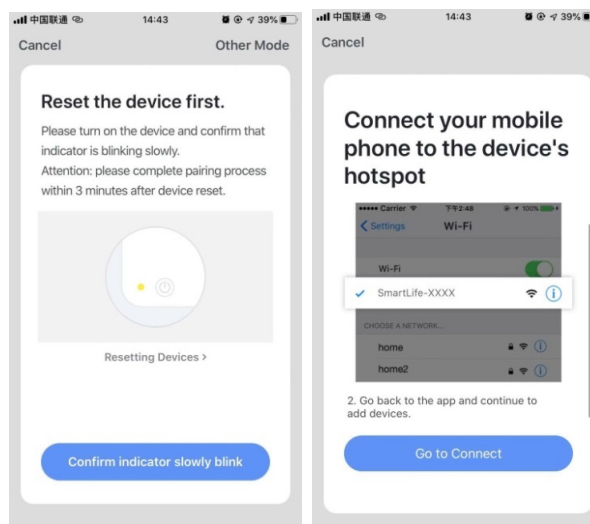 中国联通
14:43
39%
Cancel
Other Mode
Reset the device first.
Please turn on the device and confirm that
indicator is blinking slowly.
Attention: please complete pairing process
within 3 minutes after device reset.
Resetting Devices >
Confirm indicator slowly blink
中国联通
14:43
39%
Cancel
Connect your mobile
phone to the device's
hotspot
Carrier
下午2:48
100%
Settings
Wi-Fi
Wi-Fi
SmartLife-XXXX
CHOOSE A NETWORK...
home
home2
2. Go back to the app and continue to
add devices.
Go to Connect